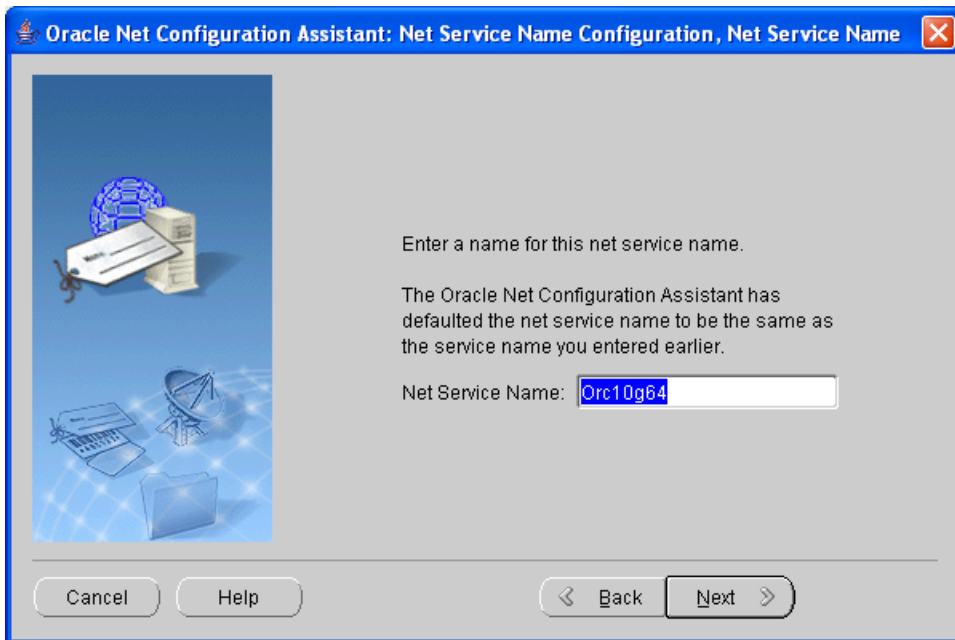 Oracle Net Configuration Assistant: Net Service Name Configuration, Net Service Name
Enter a name for this net service name.
The Oracle Net Configuration Assistant has
defaulted the net service name to be the same as
the service name you entered earlier.
Net Service Name: Orc10g64
Cancel Help Back Next